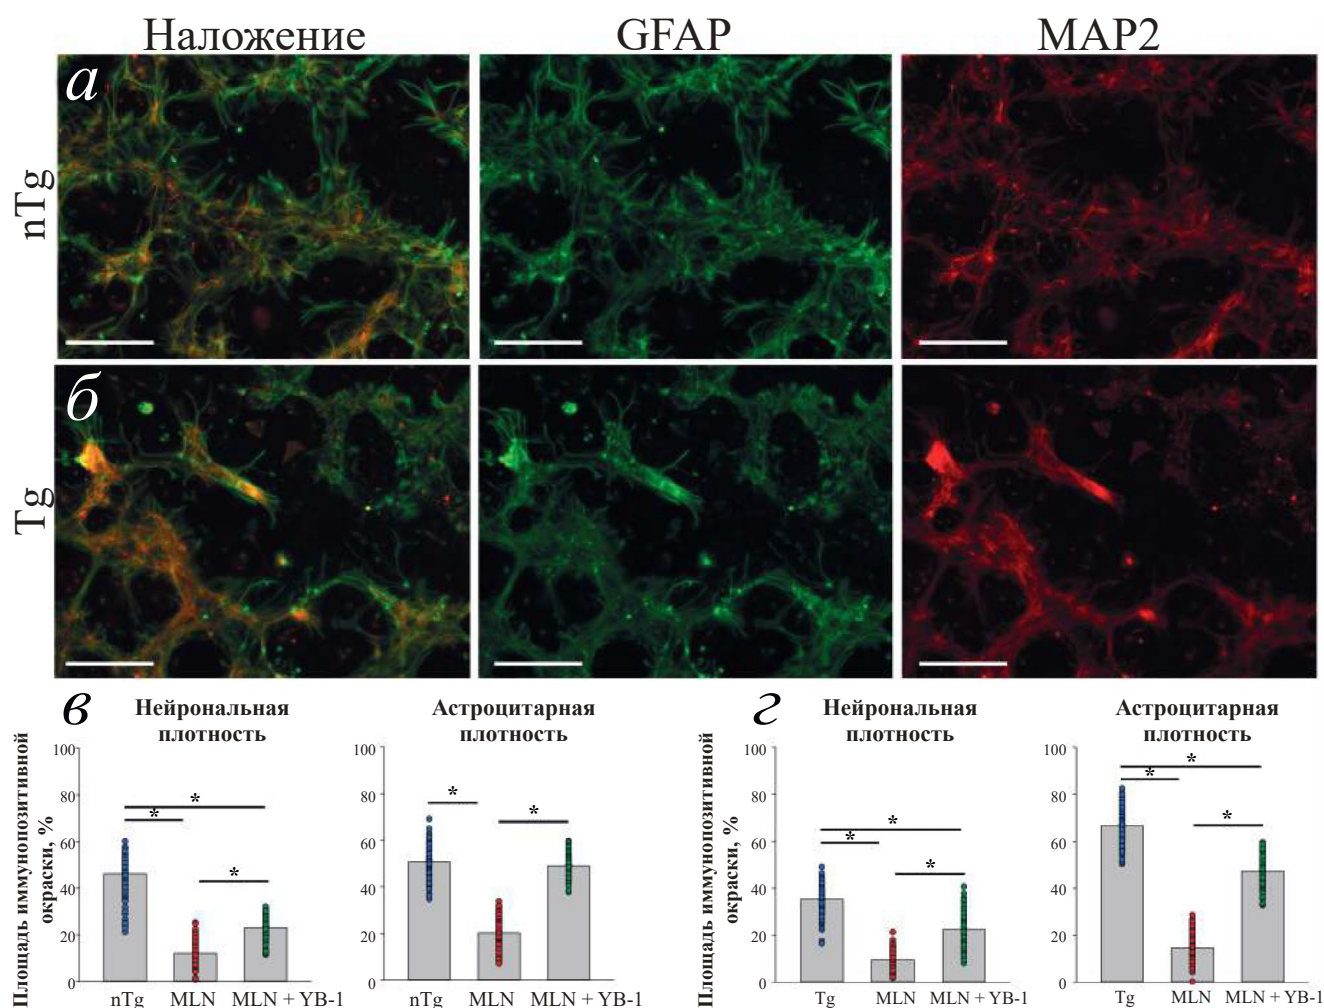 Наложение GFAP MAP2
а
nTg
б
Tg
в Нейрональная плотность Астроцитарная плотность
Площадь иммунопозитивной окраски, %
100 80 60 40 20 0
nTg MLN MLN + YB-1
* * *
100 80 60 40 20 0
nTg MLN MLN + YB-1
* *
г Нейрональная плотность Астроцитарная плотность
Площадь иммунопозитивной окраски, %
100 80 60 40 20 0
Tg MLN MLN + YB-1
* * *
100 80 60 40 20 0
Tg MLN MLN + YB-1
* * *